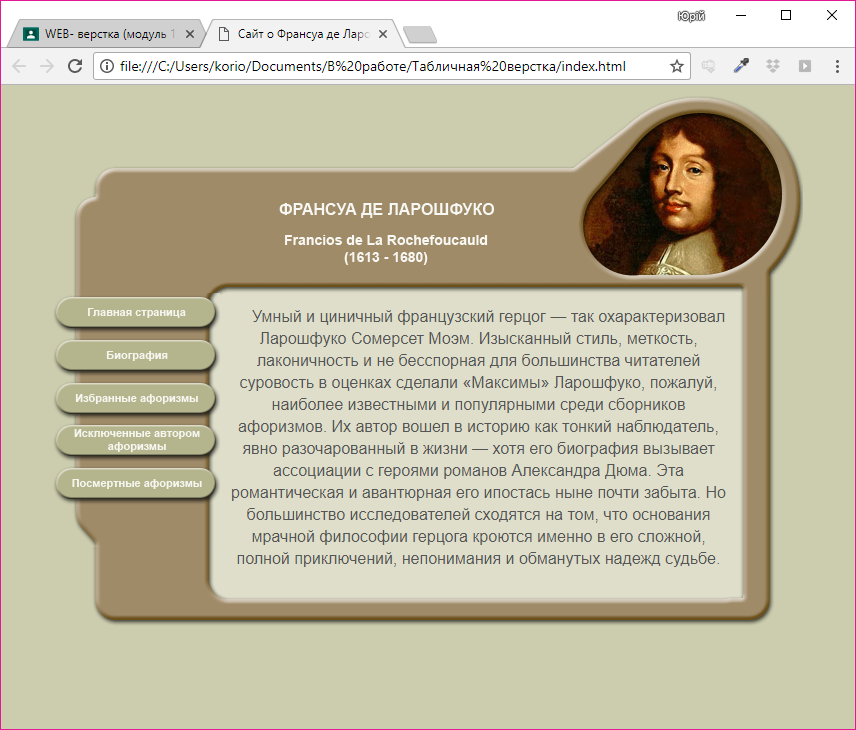 Юрій
WEB- верстка (модуль 1
Сайт о Франсуа де Ларо
file:///C:/Users/korio/Documents/В%20работе/Табличная%20верстка/index.html
ФРАНСУА ДЕ ЛАРОШФУКО
Francios de La Rochefoucauld
(1613 - 1680)
Главная страница
Биография
Избранные афоризмы
Исключенные автором
афоризмы
Посмертные афоризмы
Умный и циничный французский герцог — так охарактеризовал
Ларошфуко Сомерсет Моэм. Изысканный стиль, меткость,
лаконичность и не бесспорная для большинства читателей
суровость в оценках сделали «Максимы» Ларошфуко, пожалуй,
наиболее известными и популярными среди сборников
афоризмов. Их автор вошел в историю как тонкий наблюдатель,
явно разочарованный в жизни — хотя его биография вызывает
ассоциации с героями романов Александра Дюма. Эта
романтическая и авантюрная его ипостась ныне почти забыта. Но
большинство исследователей сходятся на том, что основания
мрачной философии герцога кроются именно в его сложной,
полной приключений, непонимания и обманутых надежд судьбе.